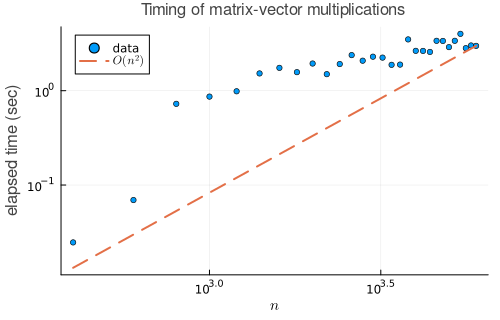 Timing of matrix-vector multiplications
data
O(n²)
elapsed time (sec)
10⁰
10⁻¹
10³·⁰
10³·⁵
n